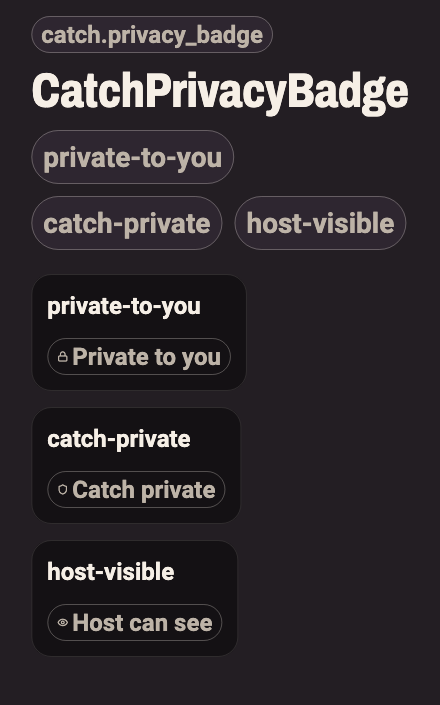 catch.privacy_badge
CatchPrivacyBadge
private-to-you
catch-private host-visible
private-to-you
Private to you
catch-private
Catch private
host-visible
Host can see